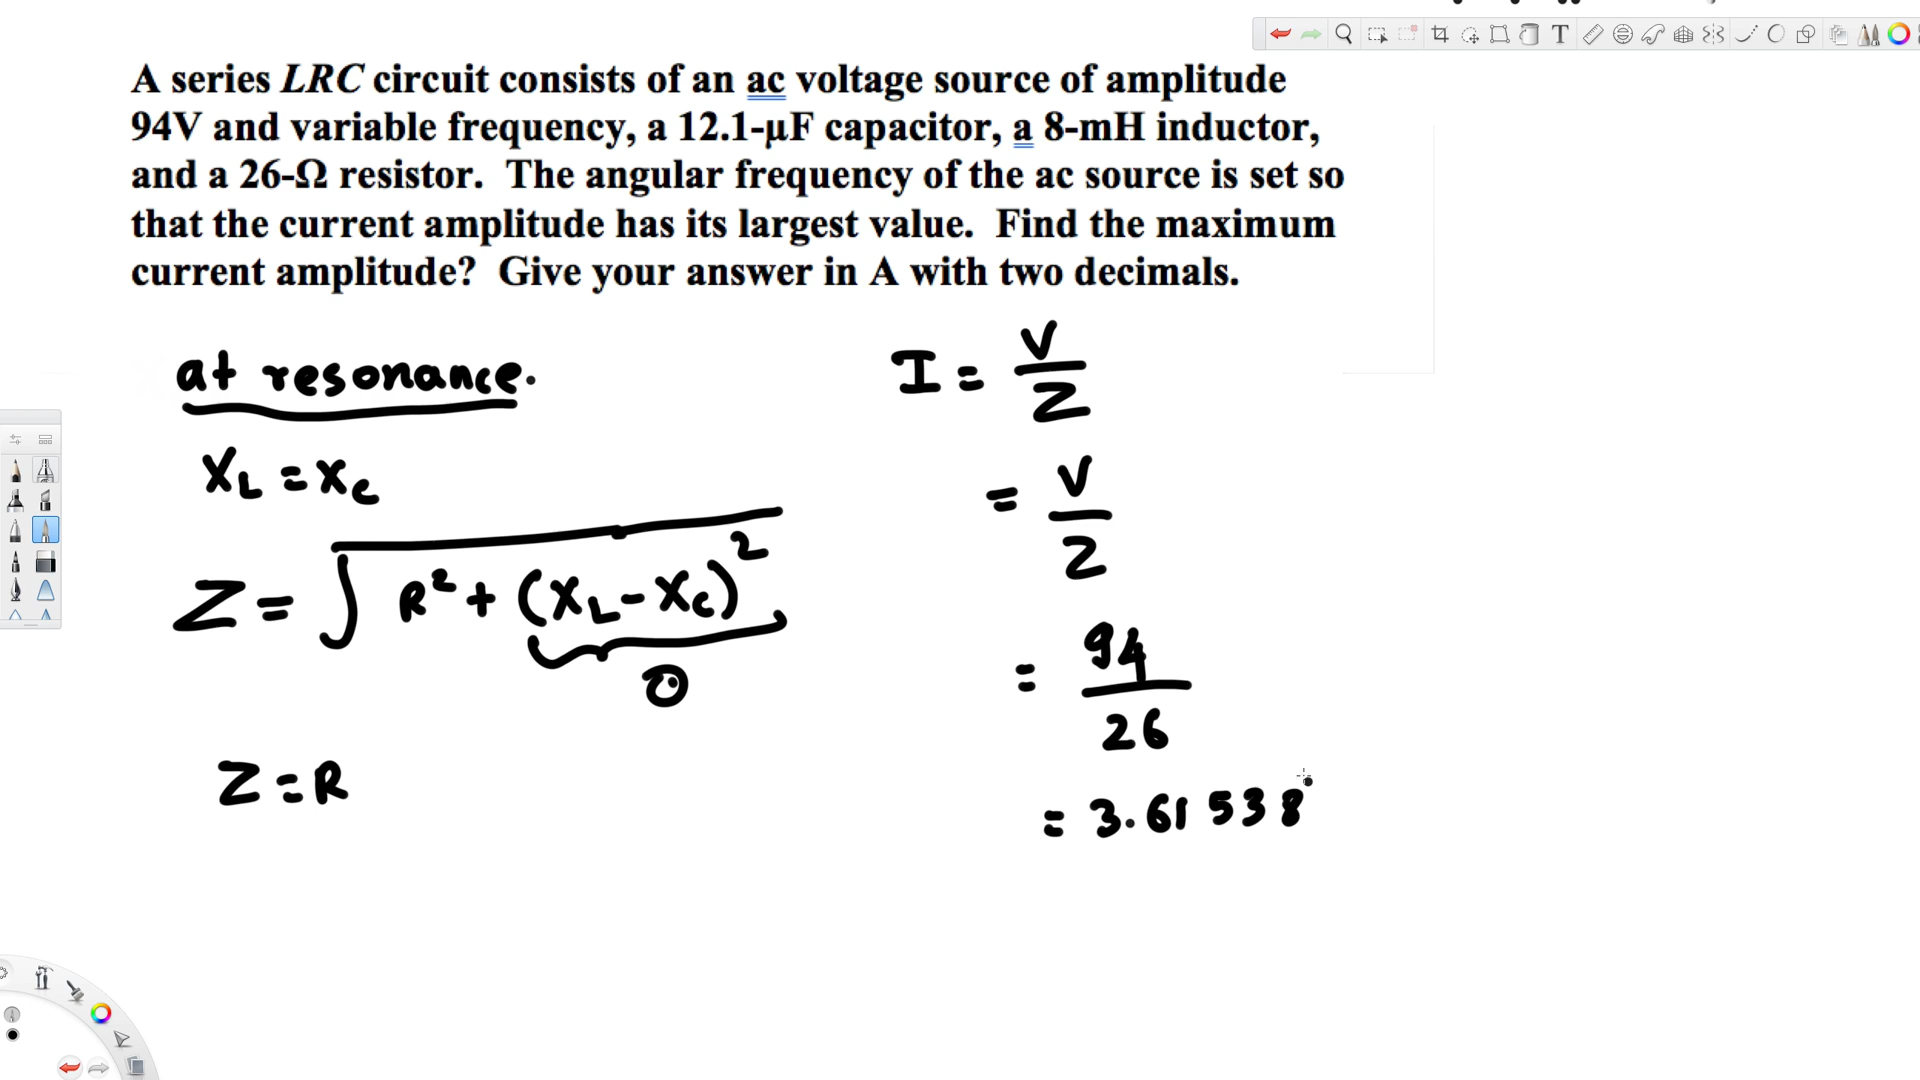 A series LRC circuit consists of an ac voltage source of amplitude
94V and variable frequency, a 12.1-μF capacitor, a 8-mH inductor,
and a 26-Ω resistor. The angular frequency of the ac source is set so
that the current amplitude has its largest value. Find the maximum
current amplitude? Give your answer in A with two decimals.
at resonance.
X_L = X_C
Z = √(R² + (X_L - X_C)²)
0
Z = R
I = V/Z
= V/Z
= 94/26
= 3.61538